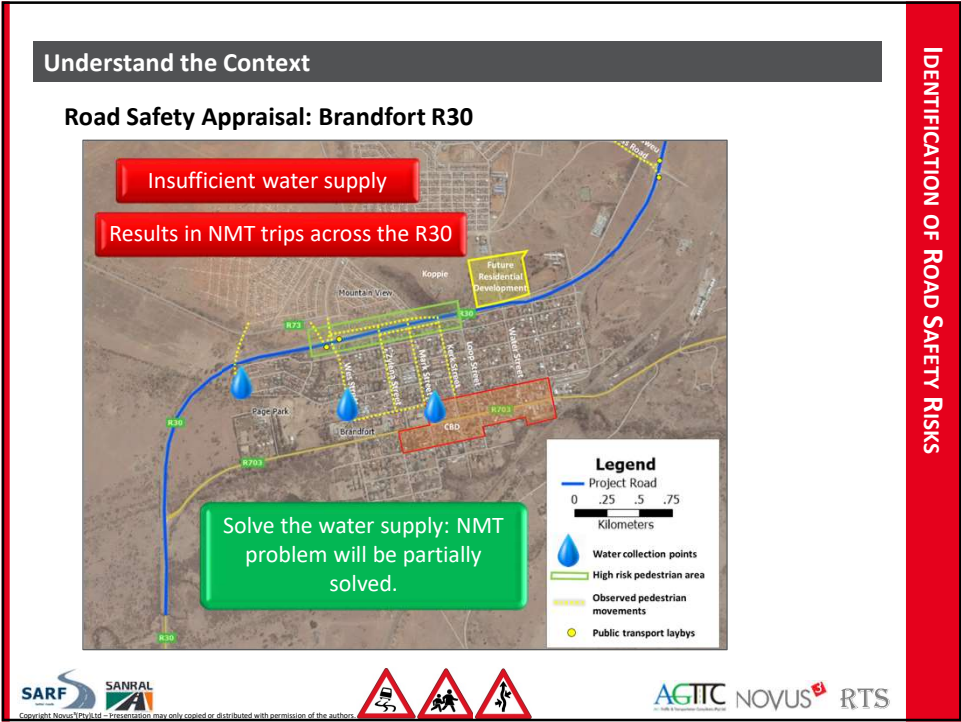 Understand the Context
IDENTIFICATION OF ROAD SAFETY RISKS
Road Safety Appraisal: Brandfort R30
Insufficient water supply
Results in NMT trips across the R30
Road
Koppie
Future
Residential
Development
Mountain View
R73
R30
Zylena Street
Mark Street
Kerk Street
Loop Street
Water Street
Page Park
Brandfort
CBD
R703
R30
R703
R30
Solve the water supply: NMT
problem will be partially
solved.
Legend
Project Road
0 .25 .5 .75
Kilometers
Water collection points
High risk pedestrian area
Observed pedestrian
movements
Public transport laybys
SARF
SANRAL
AGTTC
NOVUS3
RTS
Copyright Novus³(Pty)Ltd – Presentation may only copied or distributed with permission of the authors.